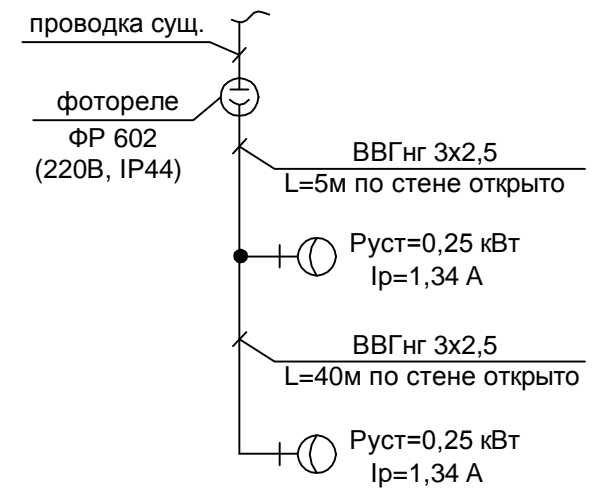 проводка сущ.
фотореле
ФР 602
(220В, IP44)
ВВГнг 3х2,5
L=5м по стене открыто
Руст=0,25 кВт
Iр=1,34 А
ВВГнг 3х2,5
L=40м по стене открыто
Руст=0,25 кВт
Iр=1,34 А